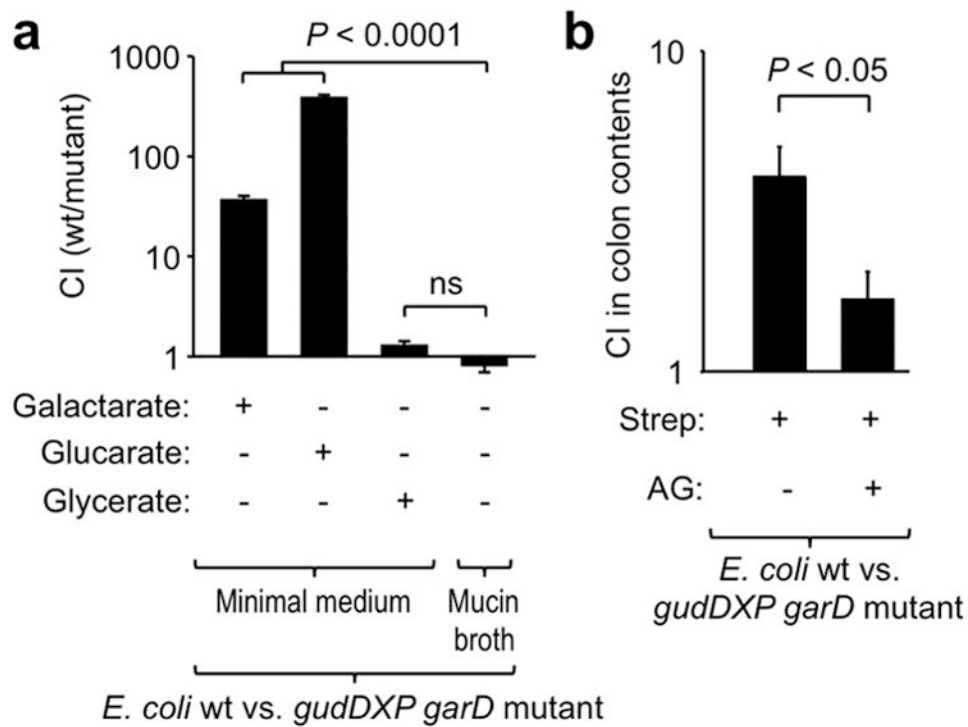 a
P < 0.0001
CI (wt/mutant)
1000
100
10
1
ns
Galactarate: + - - -
Glucarate: - + - -
Glycerate: - - + -
Minimal medium
Mucin
broth
E. coli wt vs. gudDXP garD mutant
b
P < 0.05
CI in colon contents
10
1
Strep: + +
AG: - +
E. coli wt vs.
gudDXP garD mutant